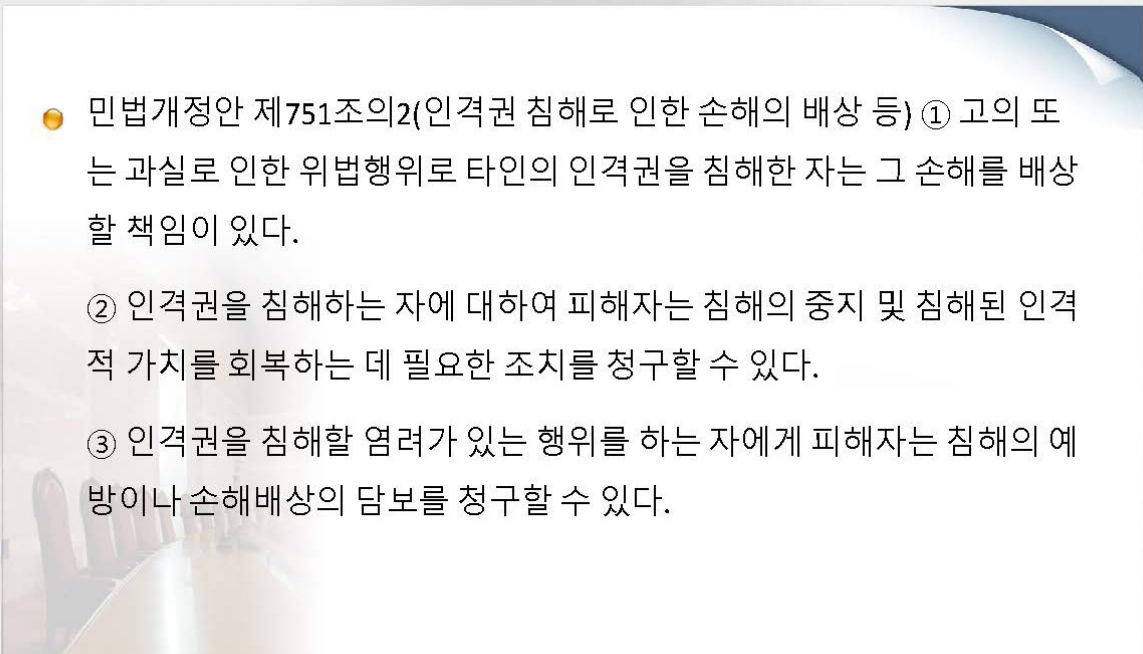 민법개정안 제751조의2(인격권 침해로 인한 손해의 배상 등) ① 고의 또
는 과실로 인한 위법행위로 타인의 인격권을 침해한 자는 그 손해를 배상
할 책임이 있다.
② 인격권을 침해하는 자에 대하여 피해자는 침해의 중지 및 침해된 인격
적 가치를 회복하는 데 필요한 조치를 청구할 수 있다.
③ 인격권을 침해할 염려가 있는 행위를 하는 자에게 피해자는 침해의 예
방이나 손해배상의 담보를 청구할 수 있다.